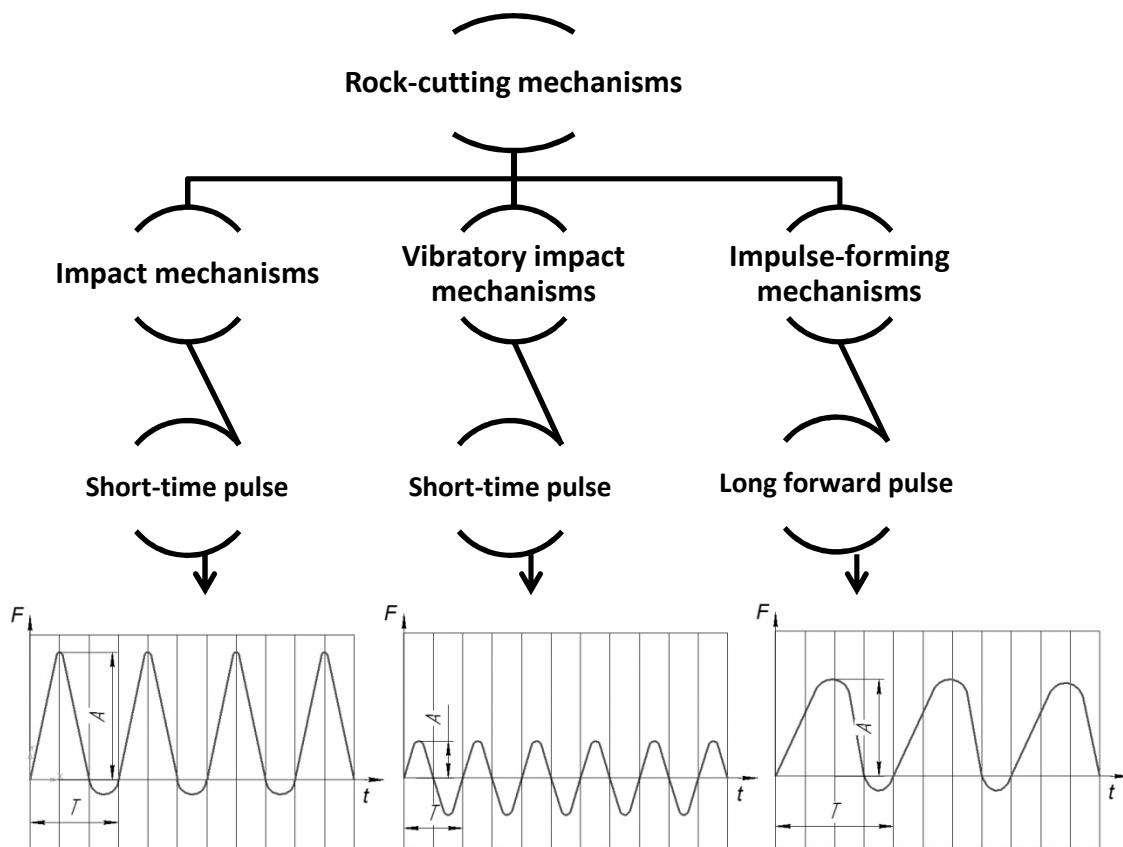 Rock-cutting mechanisms
Impact mechanisms
Vibratory impact
mechanisms
Impulse-forming
mechanisms
Short-time pulse
Short-time pulse
Long forward pulse
F
A
T
t
F
A
T
t
F
A
T
t